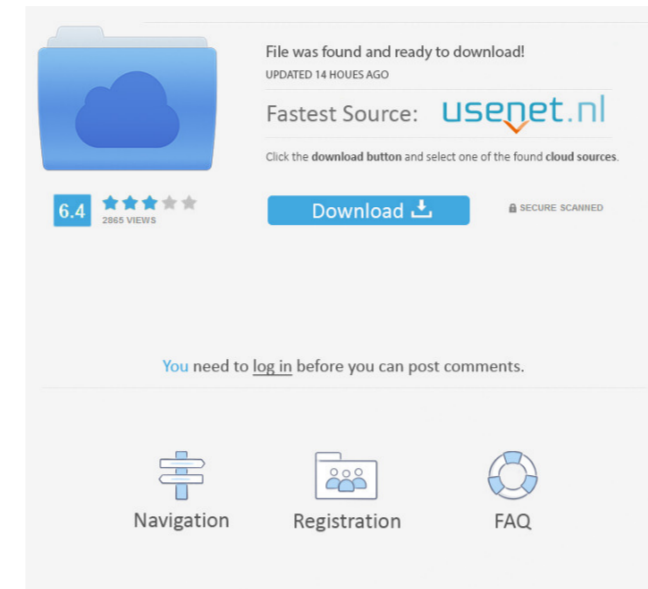 File was found and ready to download!
UPDATED 14 HOUES AGO
Fastest Source: usenet.nl
Click the download button and select one of the found cloud sources.
6.4
2865 VIEWS
Download
SECURE SCANNED
You need to log in before you can post comments.
Navigation
Registration
FAQ